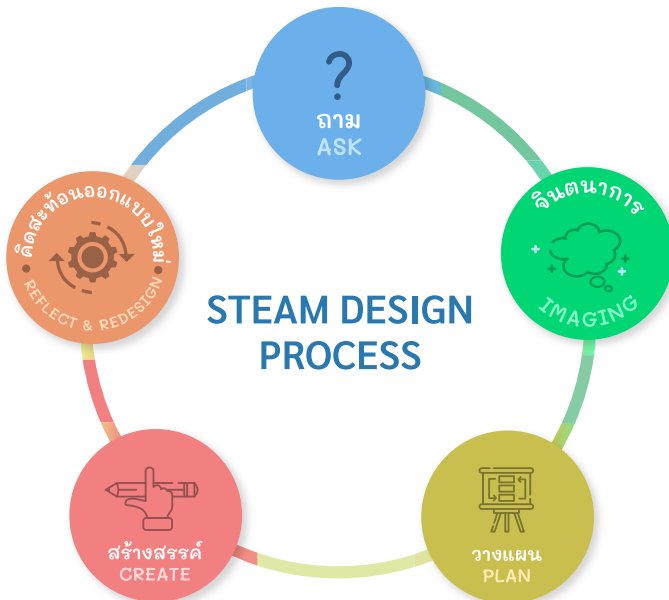 ?
ถาม
ASK
จินตนาการ
IMAGING
STEAM DESIGN
PROCESS
วางแผน
PLAN
สร้างสรรค์
CREATE
คิดสะท้อนออกแบบใหม่
REFLECT & REDESIGN